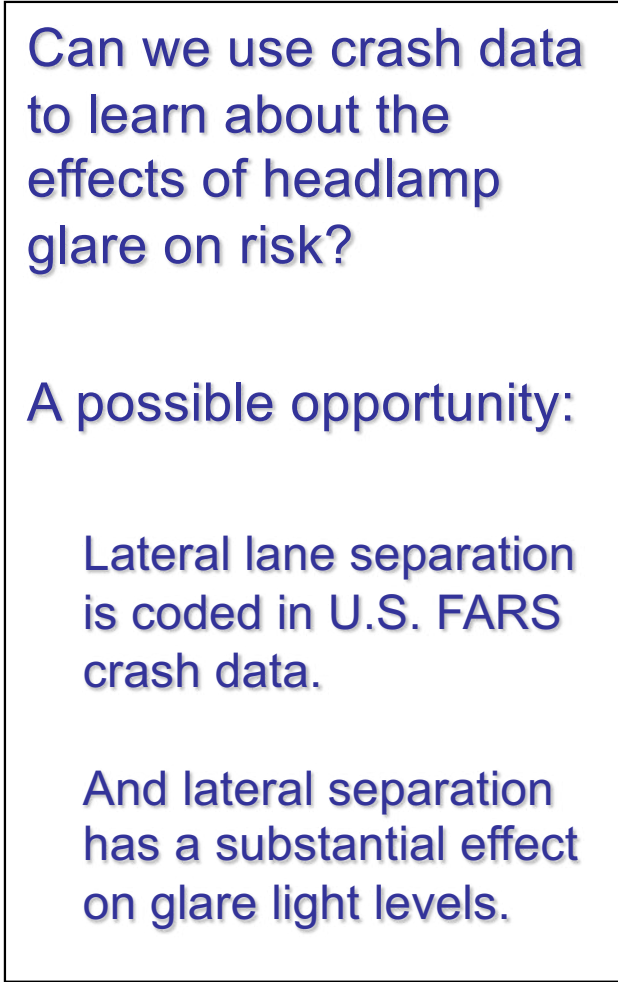 Can we use crash data
to learn about the
effects of headlamp
glare on risk?
A possible opportunity:
Lateral lane separation
is coded in U.S. FARS
crash data.
And lateral separation
has a substantial effect
on glare light levels.